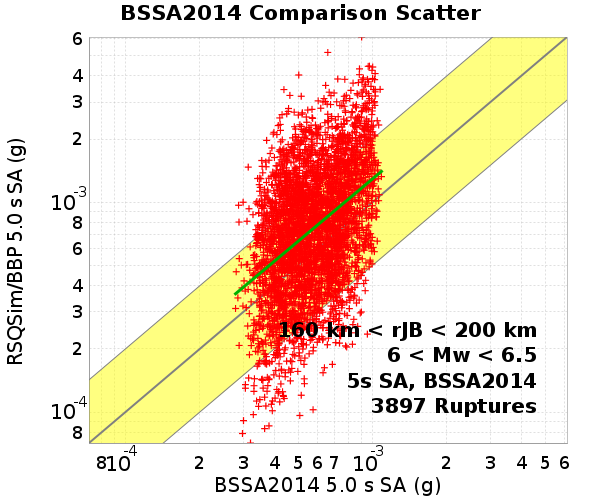 BSSA2014 Comparison Scatter
RSQSim/BBP 5.0 s SA (g)
6
4
3
2
10-3
8
6
4
3
2
10-4
8
160 km < rJB < 200 km
6 < Mw < 6.5
5s SA, BSSA2014
3897 Ruptures
8 10-4 2 3 4 5 6 7 10-3 2 3 4 5 6
BSSA2014 5.0 s SA (g)